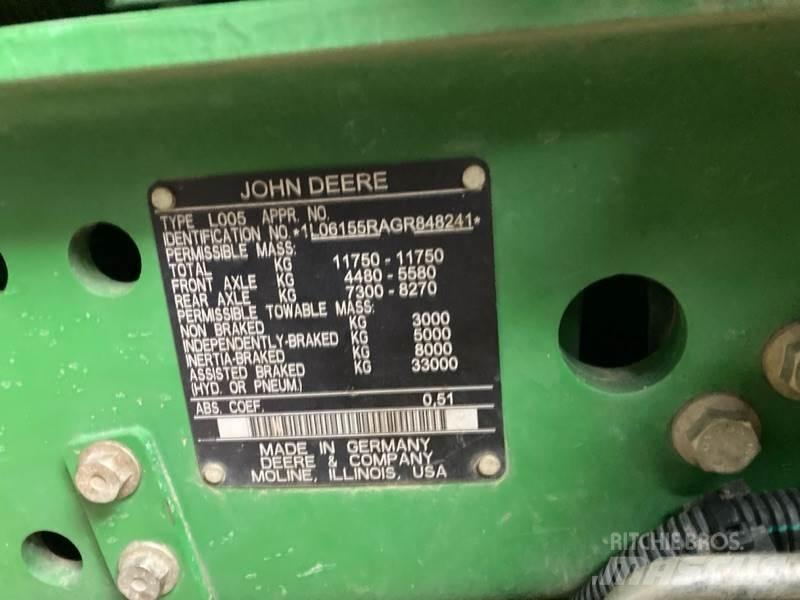 JOHN DEERE
TYPE L005 APPR. NO.
IDENTIFICATION NO. *1L06155RAGR848241*
PERMISSIBLE MASS:
TOTAL KG 11750 - 11750
FRONT AXLE KG 4480 - 5580
REAR AXLE KG 7300 - 8270
PERMISSIBLE TOWABLE MASS:
NON BRAKED KG 3000
INDEPENDENTLY-BRAKED KG 5000
INERTIA-BRAKED KG 8000
ASSISTED BRAKED KG 33000
(HYD. OR PNEUM.)
ABS. COEF. 0,51
MADE IN GERMANY
DEERE & COMPANY
MOLINE, ILLINOIS, USA
RITCHIE BROS.
MASCUS